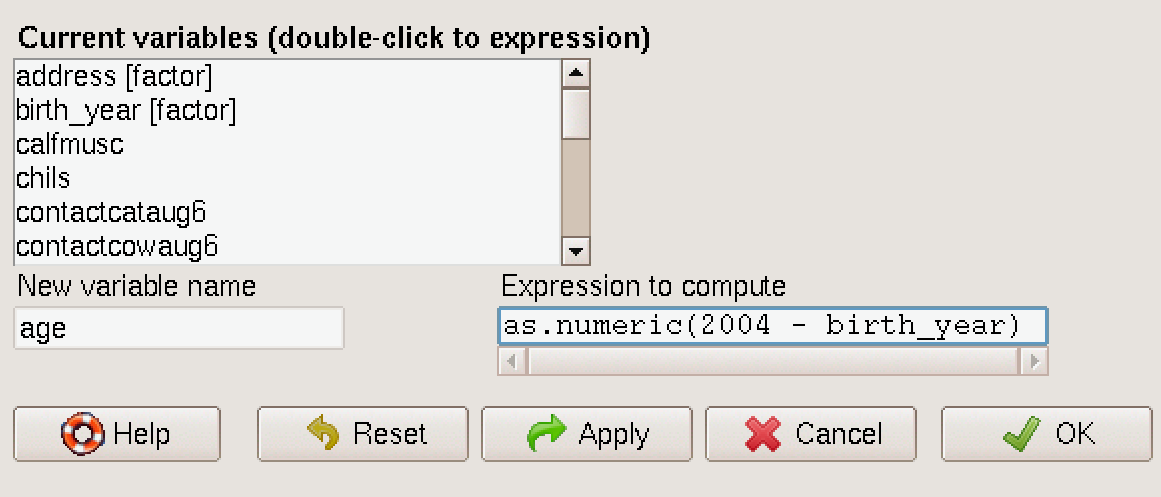 Current variables (double-click to expression)
address [factor]
birth_year [factor]
calfmusc
chils
contactcataug6
contactcowaug6
New variable name
Expression to compute
age
as.numeric(2004 - birth_year)
Help
Reset
Apply
Cancel
OK